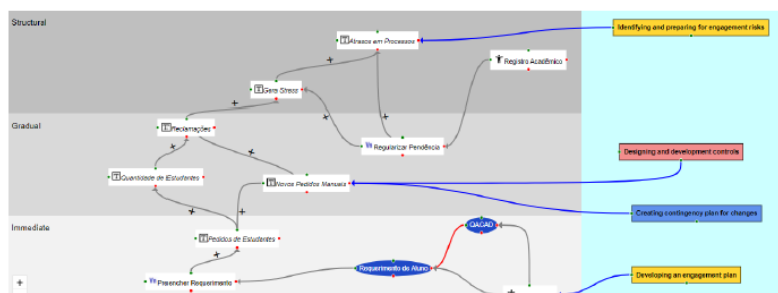 Structural
Identifying and preparing for engagement risks
Atrasos em Processos
Registro Acadêmico
Gera Stress
Gradual
Reclamações
Regularizar Pendência
Designing and development controls
Quantidade de Estudantes
Novos Pedidos Manuais
Creating contingency plan for changes
Immediate
DACAD
Pedidos de Estudantes
Requerimento do Aluno
Developing an engagement plan
Preencher Requerimento